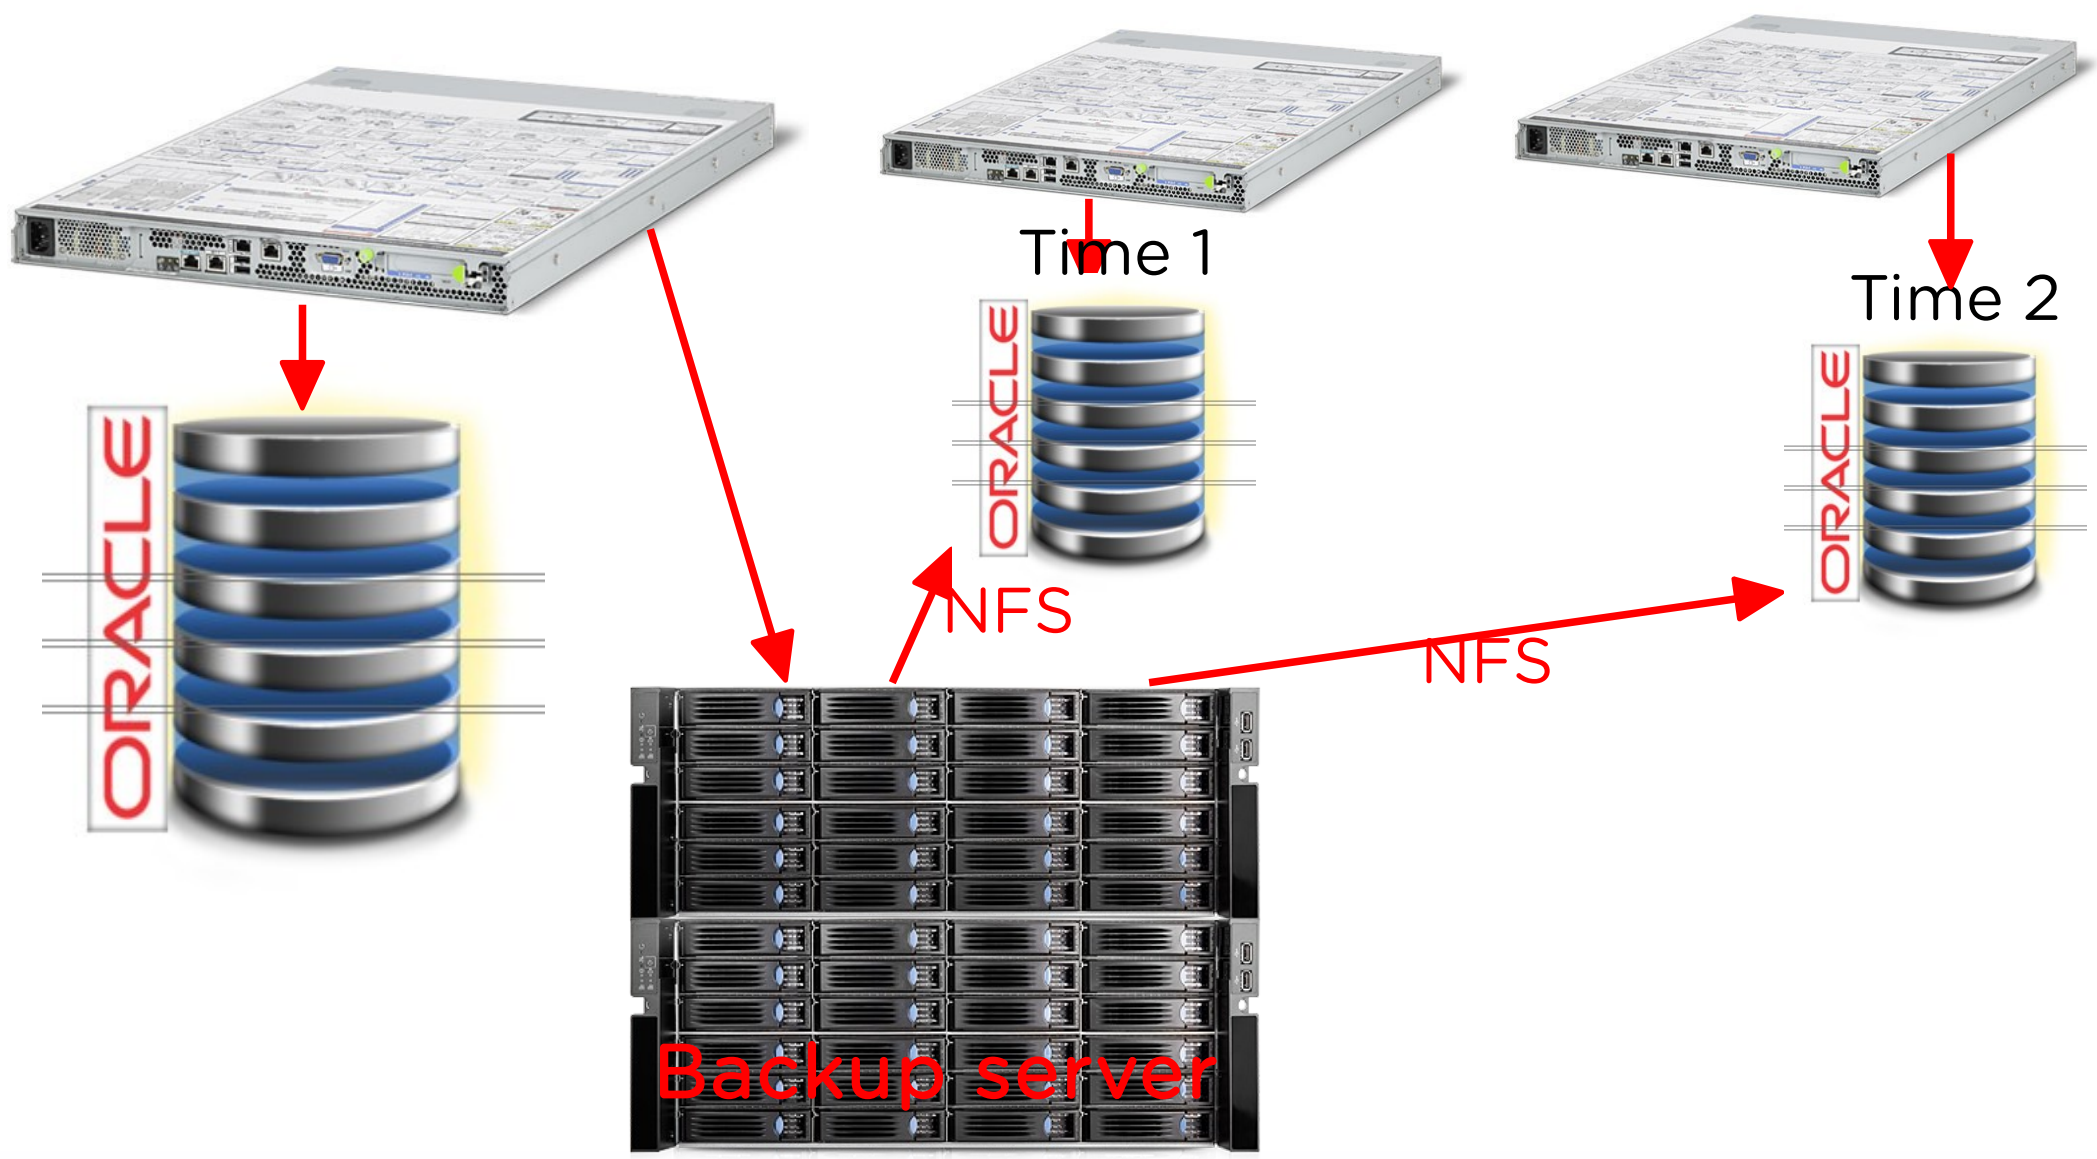 Time 1
Time 2
ORACLE
ORACLE
ORACLE
NFS
NFS
Backup server